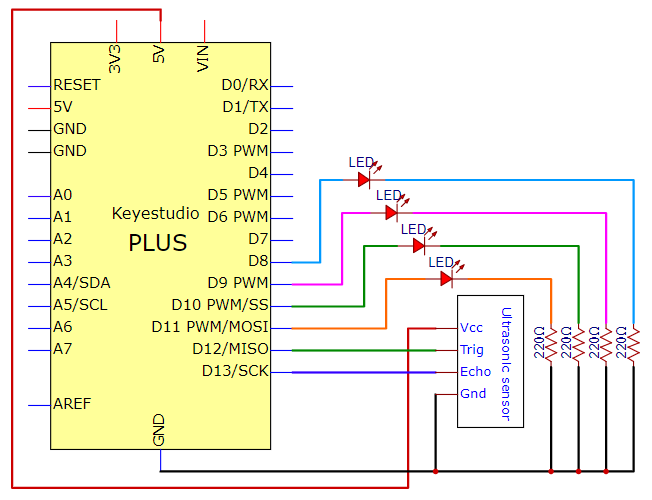 3V3
5V
VIN
RESET
5V
GND
GND
A0
A1
A2
A3
A4/SDA
A5/SCL
A6
A7
AREF
Keyestudio
PLUS
D0/RX
D1/TX
D2
D3 PWM
D4
D5 PWM
D6 PWM
D7
D8
D9 PWM
D10 PWM/SS
D11 PWM/MOSI
D12/MISO
D13/SCK
GND
LED
LED
LED
LED
Vcc
Trig
Echo
Gnd
Ultrasonic sensor
220Ω
220Ω
220Ω
220Ω